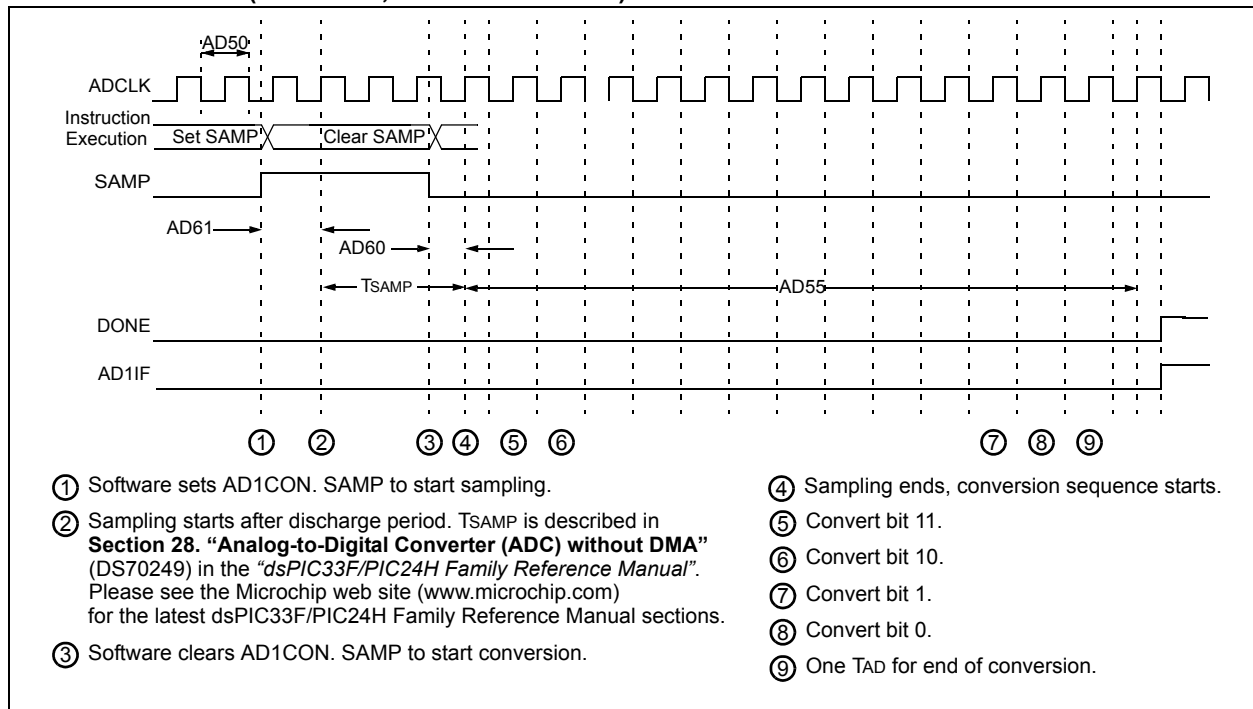 AD50
ADCLK
Instruction
Execution
Set SAMP
Clear SAMP
SAMP
AD61
AD60
TSAMP
AD55
DONE
AD1IF
1 2 3 4 5 6 7 8 9
1 Software sets AD1CON. SAMP to start sampling.
2 Sampling starts after discharge period. TSAMP is described in
Section 28. “Analog-to-Digital Converter (ADC) without DMA”
(DS70249) in the “dsPIC33F/PIC24H Family Reference Manual”.
Please see the Microchip web site (www.microchip.com)
for the latest dsPIC33F/PIC24H Family Reference Manual sections.
3 Software clears AD1CON. SAMP to start conversion.
4 Sampling ends, conversion sequence starts.
5 Convert bit 11.
6 Convert bit 10.
7 Convert bit 1.
8 Convert bit 0.
9 One TAD for end of conversion.